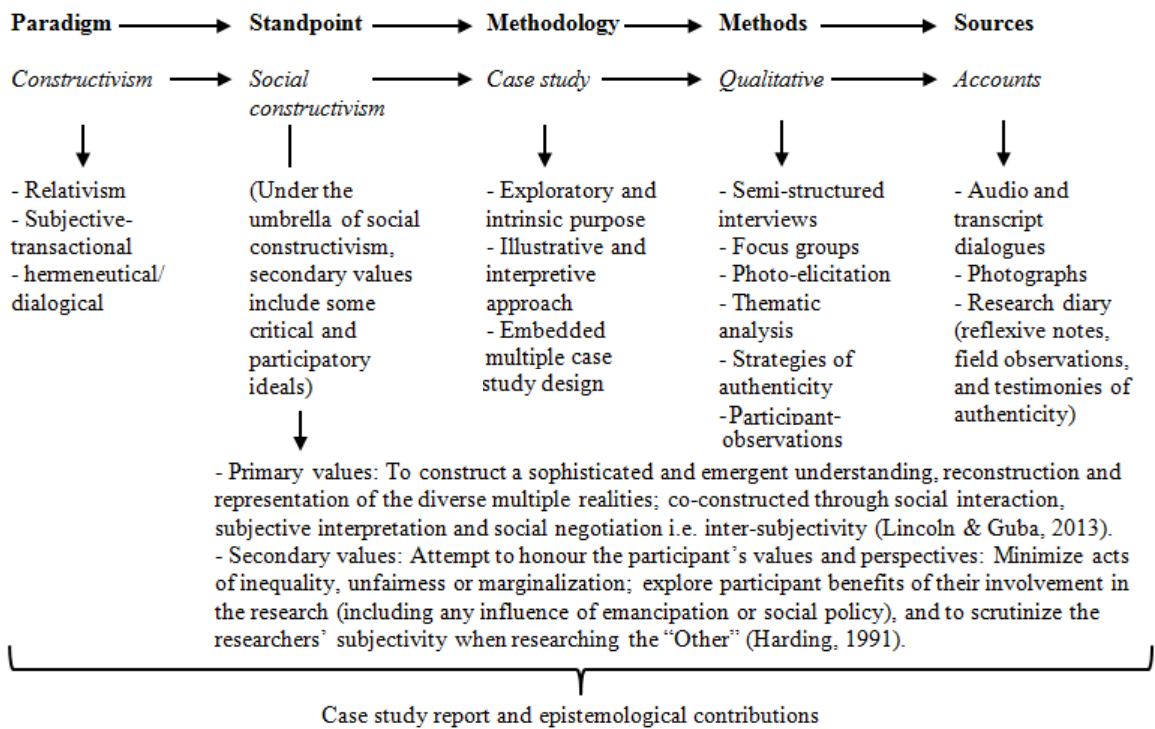 Paradigm Standpoint Methodology Methods Sources
Constructivism Social constructivism Case study Qualitative Accounts
- Relativism
- Subjective-
transactional
- hermeneutical/
dialogical
(Under the
umbrella of social
constructivism,
secondary values
include some
critical and
participatory
ideals)
- Exploratory and
intrinsic purpose
- Illustrative and
interpretive
approach
- Embedded
multiple case
study design
- Semi-structured
interviews
- Focus groups
- Photo-elicitation
- Thematic
analysis
- Strategies of
authenticity
-Participant-
observations
- Audio and
transcript
dialogues
- Photographs
- Research diary
(reflexive notes,
field observations,
and testimonies of
authenticity)
- Primary values: To construct a sophisticated and emergent understanding, reconstruction and
representation of the diverse multiple realities; co-constructed through social interaction,
subjective interpretation and social negotiation i.e. inter-subjectivity (Lincoln & Guba, 2013).
- Secondary values: Attempt to honour the participant's values and perspectives: Minimize acts
of inequality, unfairness or marginalization; explore participant benefits of their involvement in
the research (including any influence of emancipation or social policy), and to scrutinize the
researchers' subjectivity when researching the “Other” (Harding, 1991).
Case study report and epistemological contributions